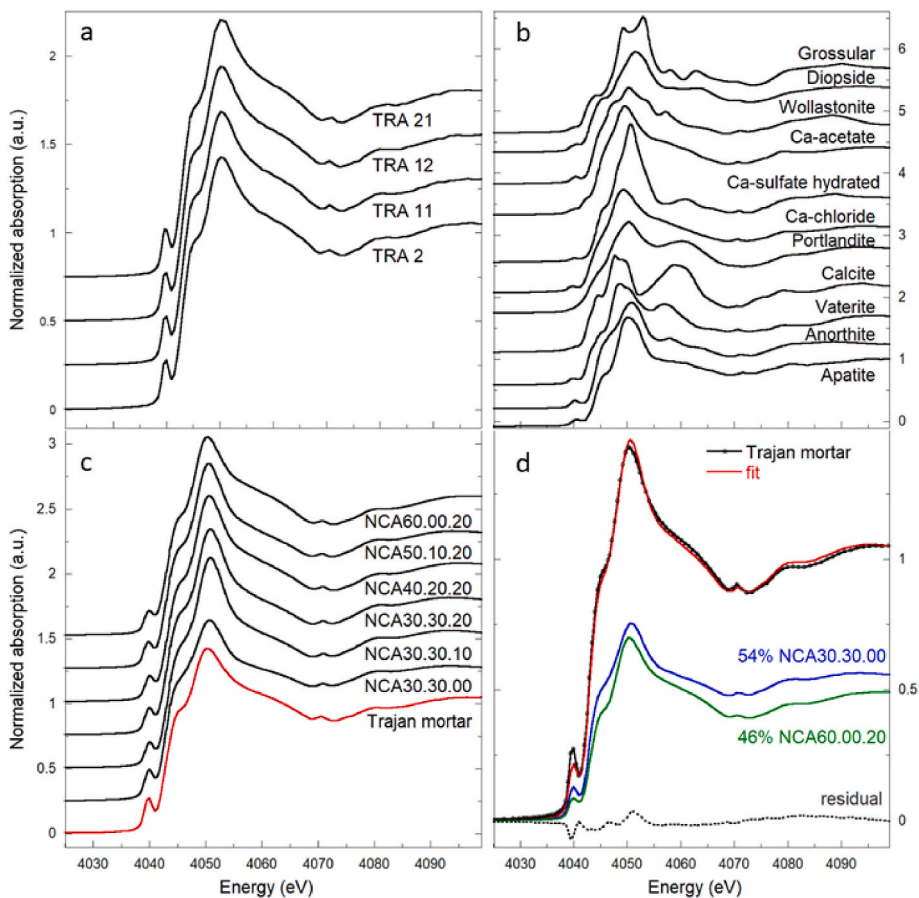 a
Normalized absorption (a.u.)
2
1.5
1
0.5
0
TRA 21
TRA 12
TRA 11
TRA 2
b
Grossular
Diopside
Wollastonite
Ca-acetate
Ca-sulfate hydrated
Ca-chloride
Portlandite
Calcite
Vaterite
Anorthite
Apatite
6
5
4
3
2
1
0
c
Normalized absorption (a.u.)
3
2.5
2
1.5
1
0.5
0
NCA60.00.20
NCA50.10.20
NCA40.20.20
NCA30.30.20
NCA30.30.10
NCA30.30.00
Trajan mortar
4030 4040 4050 4060 4070 4080 4090
Energy (eV)
d
Trajan mortar
fit
54% NCA30.30.00
46% NCA60.00.20
residual
1
0.5
0
4030 4040 4050 4060 4070 4080 4090
Energy (eV)